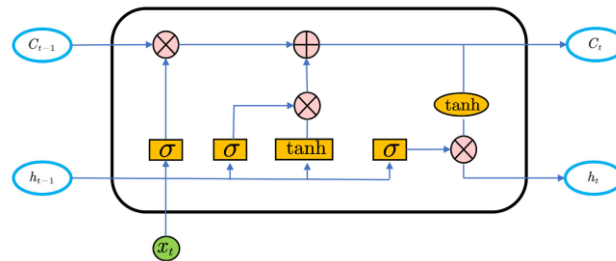 C_{t-1}
C_t
tanh
σ
σ
tanh
σ
h_{t-1}
h_t
x_t